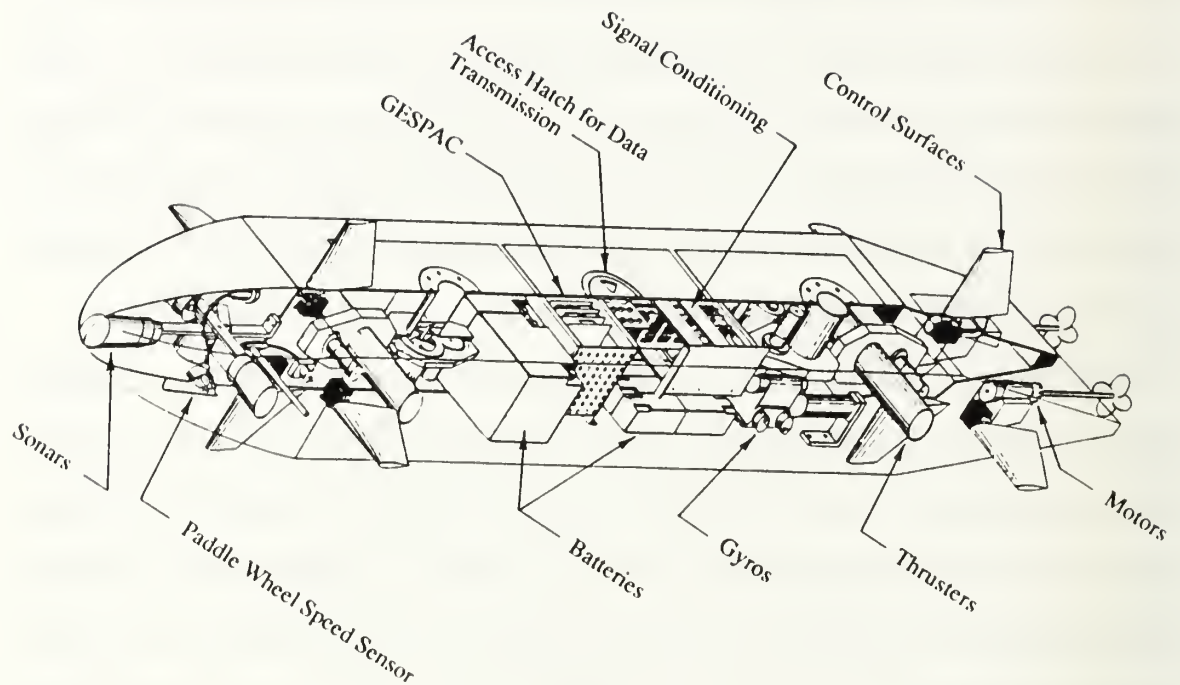 Signal Conditioning
Access Hatch for Data
Transmission
GESPAC
Control Surfaces
Sonars
Paddle Wheel Speed Sensor
Batteries
Gyros
Thrusters
Motors